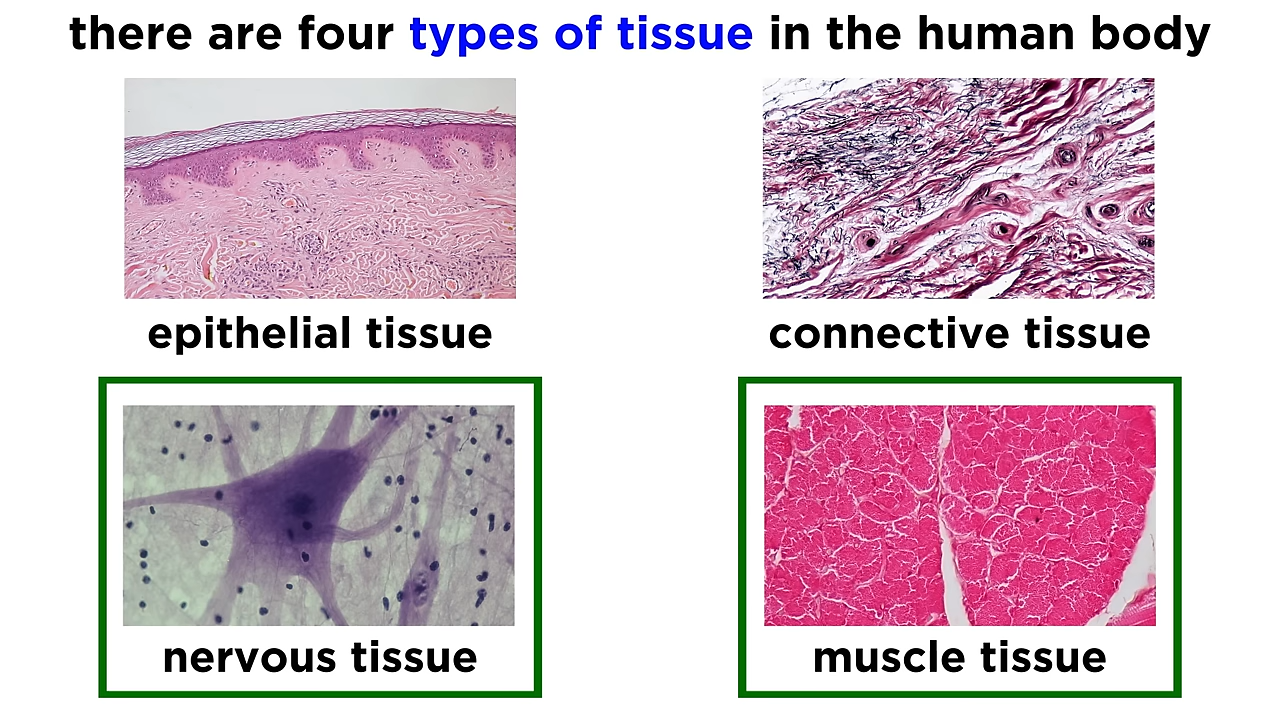 there are four types of tissue in the human body
epithelial tissue
connective tissue
nervous tissue
muscle tissue